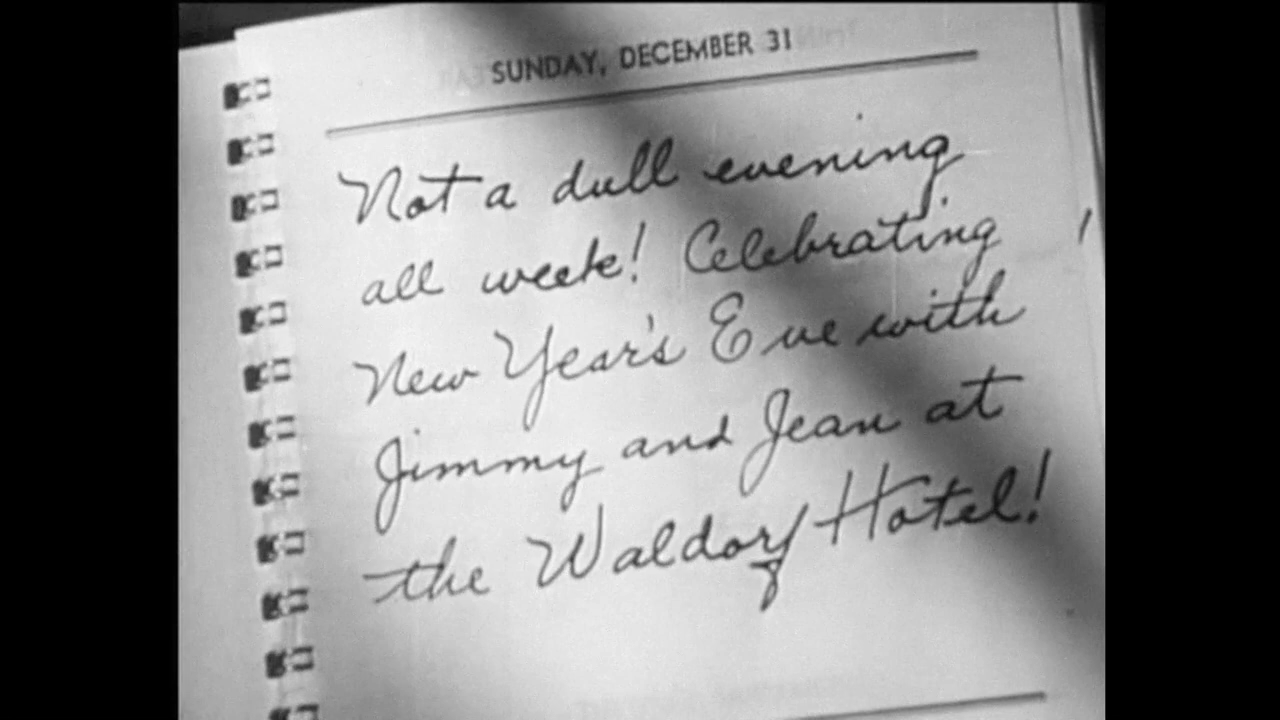 SUNDAY, DECEMBER 31
Not a dull evening
all week! Celebrating
New Year's Eve with
Jimmy and Jean at
the Waldorf Hotel!